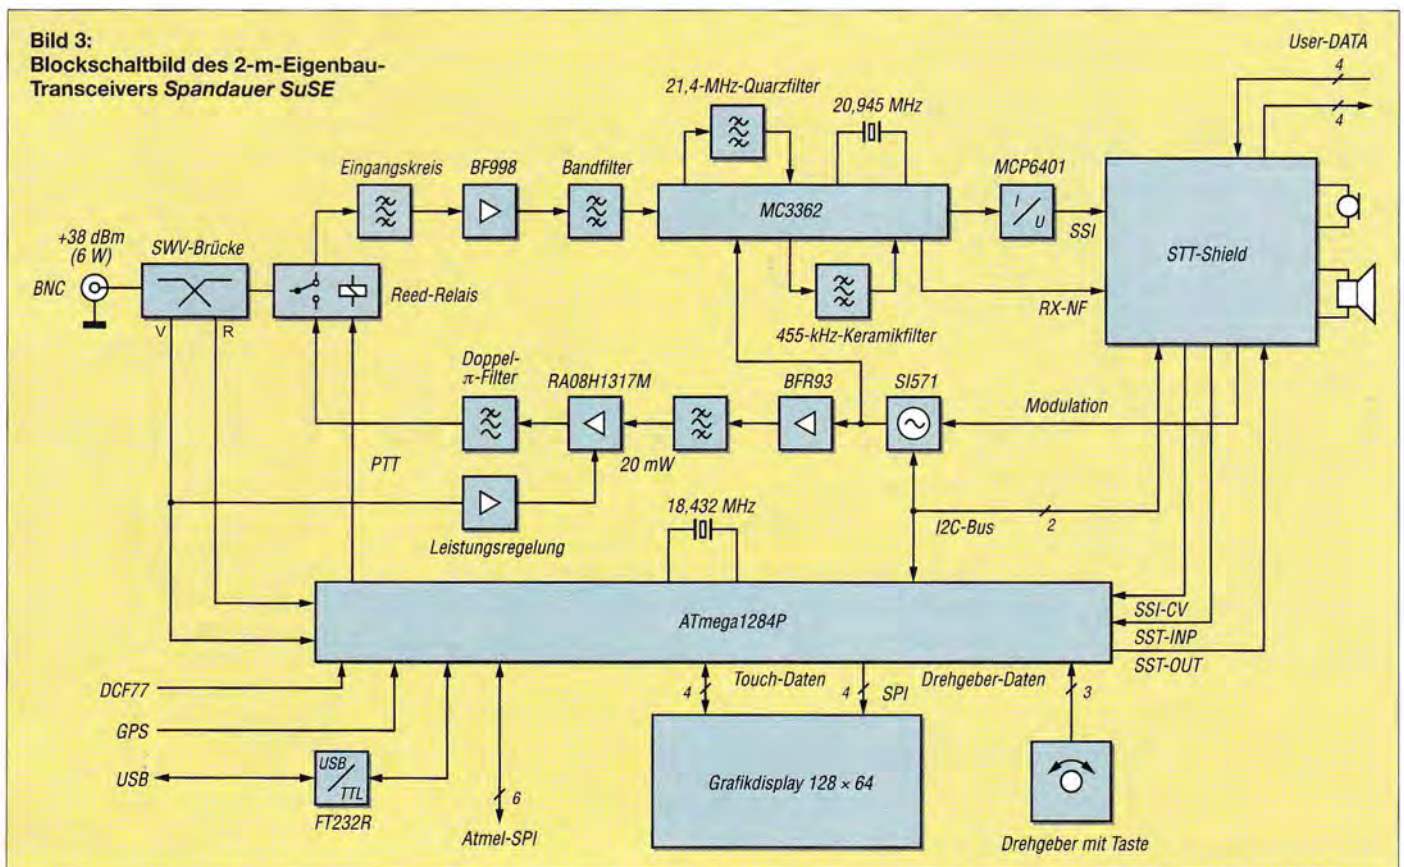 Bild 3:
Blockschaltbild des 2-m-Eigenbau-
Transceivers Spandauer SuSE
User-DATA
4
4
21,4-MHz-Quarzfilter
20,945 MHz
Eingangskreis
BF998
Bandfilter
MC3362
MCP6401
I
U
SSI
STT-Shield
+38 dBm
(6 W)
BNC
SWV-Brücke
V
R
Reed-Relais
455-kHz-Keramikfilter
RX-NF
Doppel-
π-Filter
RA08H1317M
BFR93
SI571
Modulation
20 mW
PTT
Leistungsregelung
18,432 MHz
I2C-Bus
2
ATmega1284P
SSI-CV
SST-INP
SST-OUT
DCF77
GPS
USB
USB
TTL
FT232R
6
Atmel-SPI
4
Touch-Daten
4
SPI
Drehgeber-Daten
3
Grafikdisplay 128 × 64
Drehgeber mit Taste